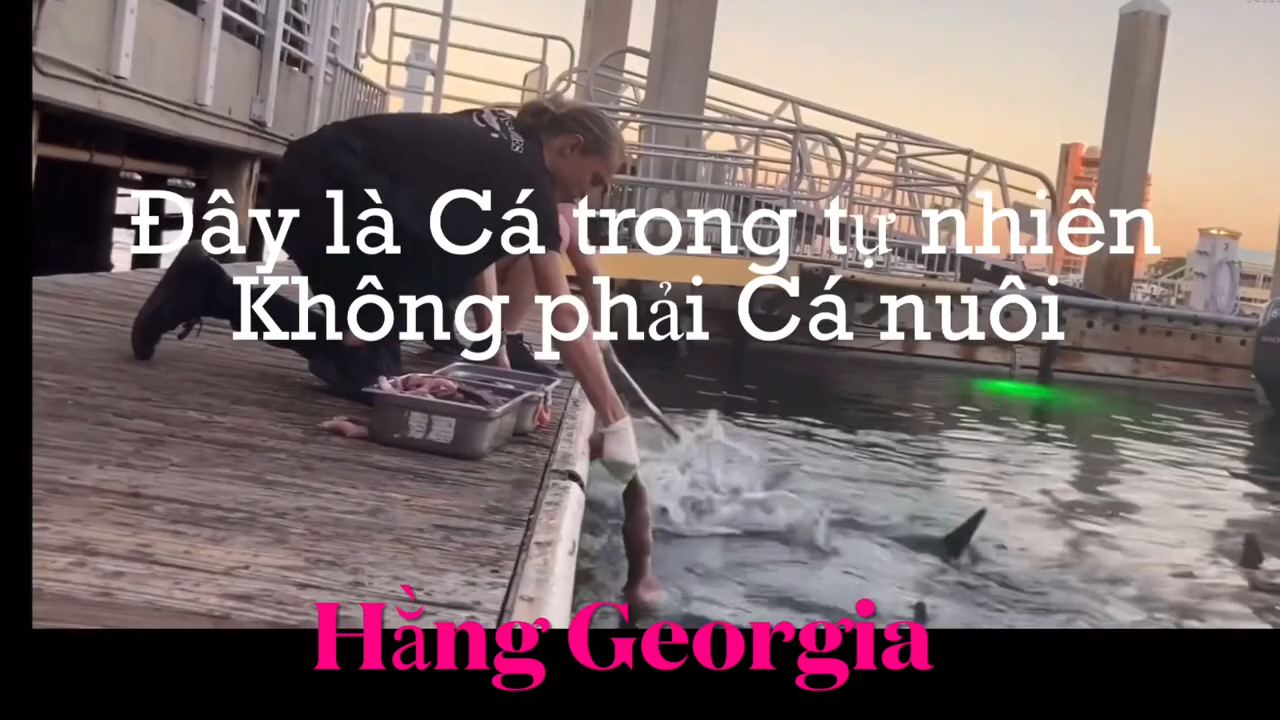 Đây là Cá trong tự nhiên
Không phải Cá nuôi
Hằng Georgia